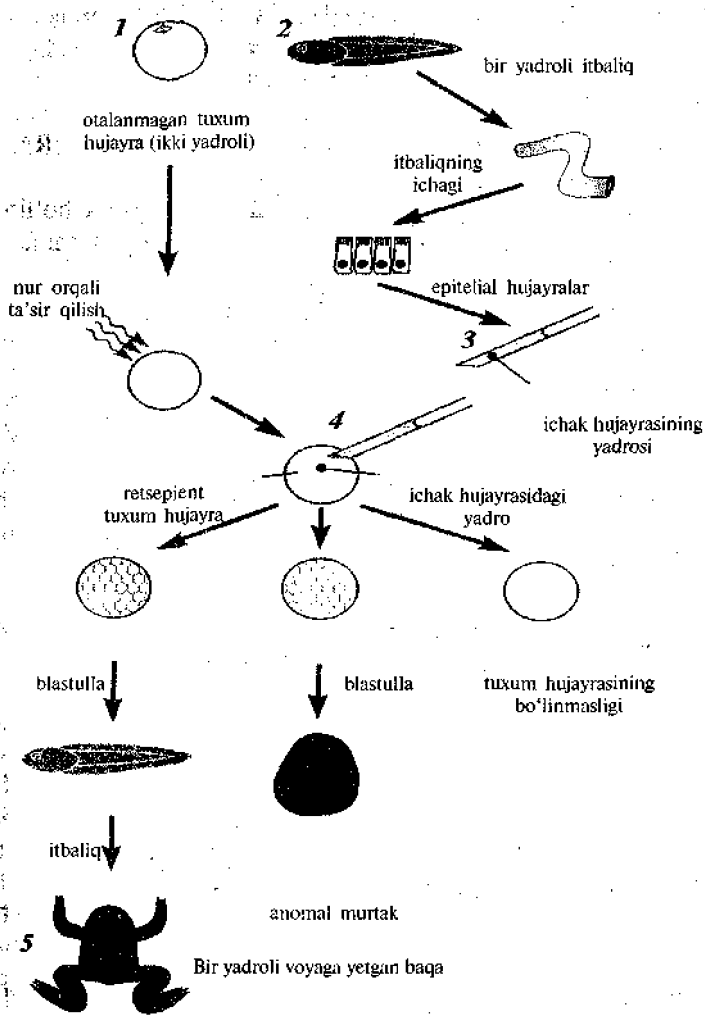 1
2
bir yadroli itbaliq
otalanmagan tuxum
hujayra (ikki yadroli)
itbaliqning
ichagi
nur orqali
ta'sir qilish
epitelial hujayralar
3
4
ichak hujayrasining
yadrosi
retsepjent
tuxum hujayra
ichak hujayrasidagi
yadro
blastulla
blastulla
tuxum hujayrasining
bo'linmasligi
itbaliq
anomal murtak
5
Bir yadroli voyaga yetgan baqa